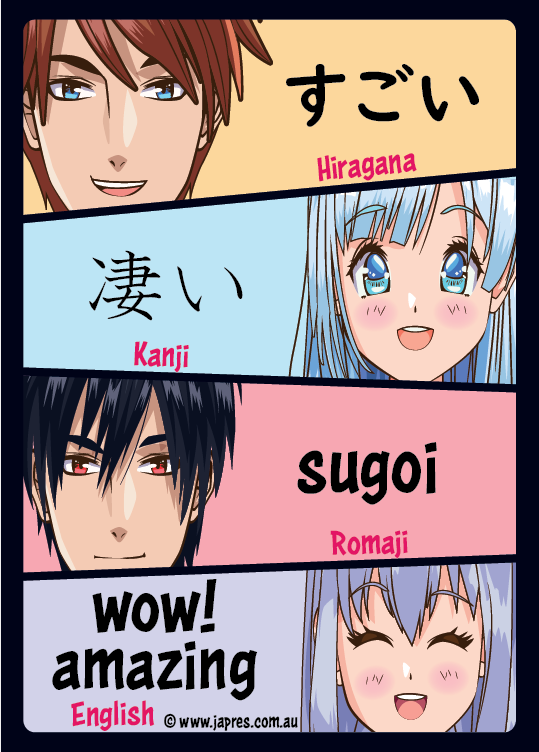 すごい
Hiragana
凄い
Kanji
sugoi
Romaji
wow!
amazing
English © www.japres.com.au